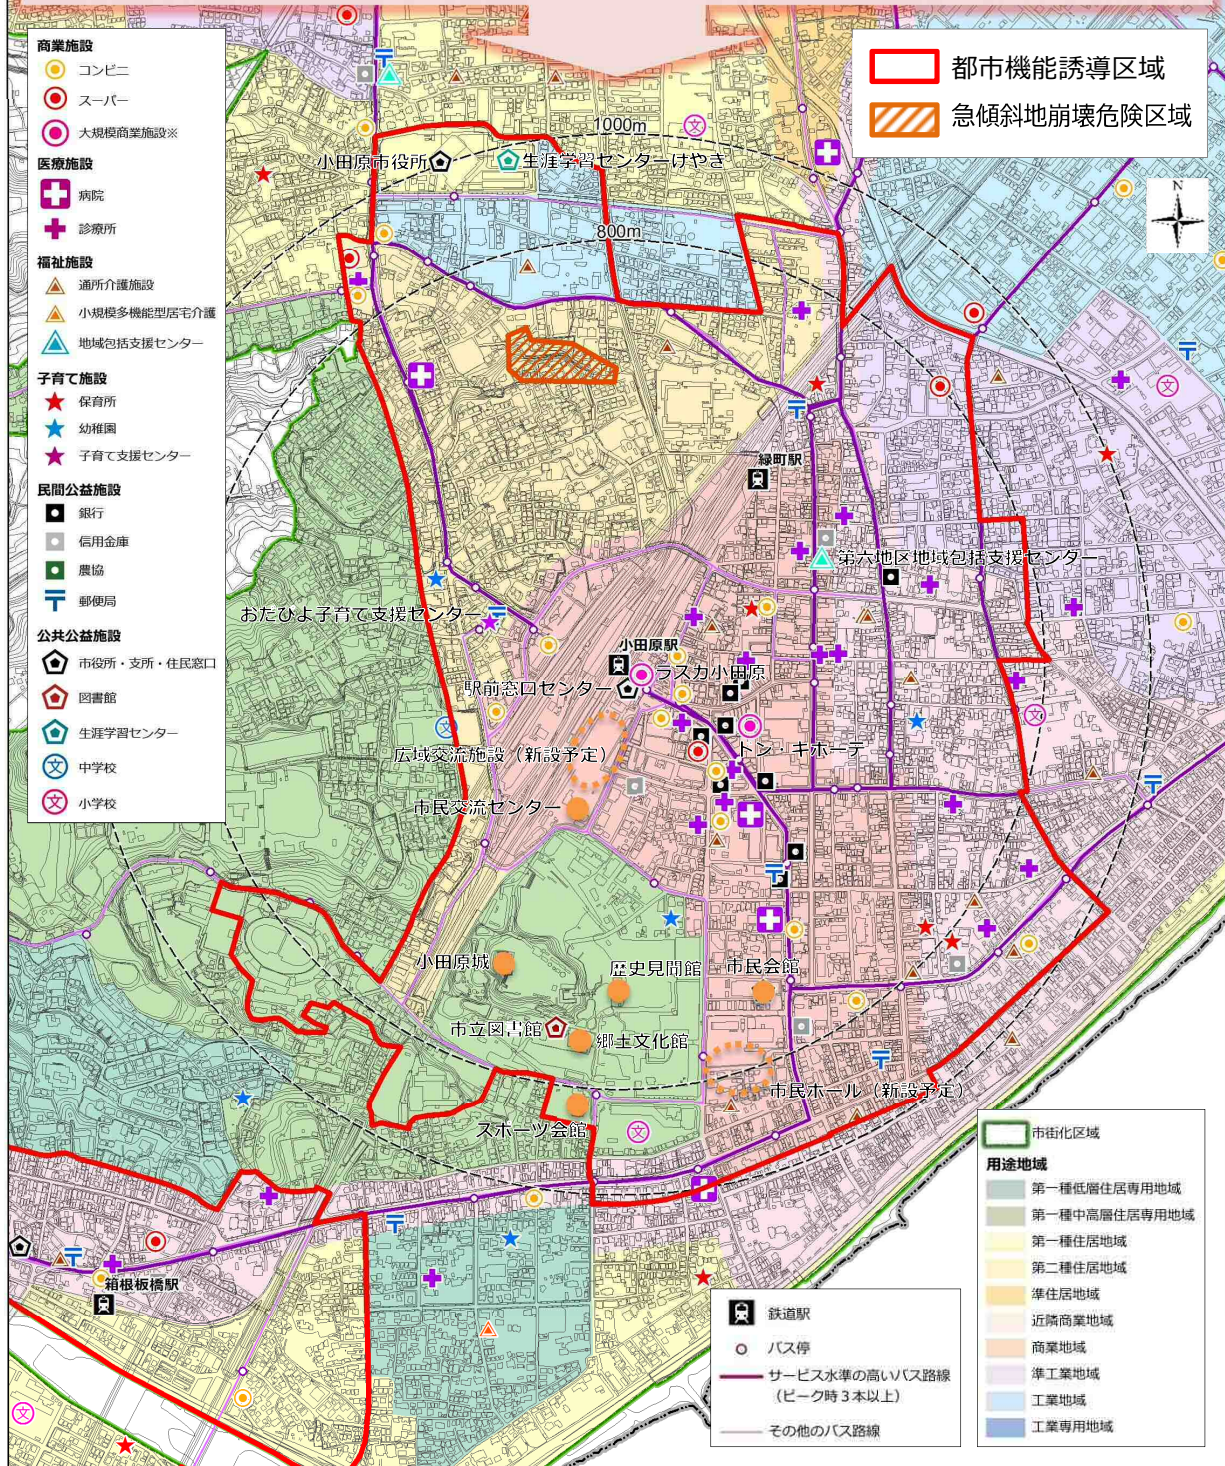 商業施設
コンビニ
スーパー
大規模商業施設※
医療施設
病院
診療所
福祉施設
通所介護施設
小規模多機能型居宅介護
地域包括支援センター
子育て施設
保育所
幼稚園
子育て支援センター
民間公益施設
銀行
信用金庫
農協
郵便局
公共公益施設
市役所・支所・住民窓口
図書館
生涯学習センター
文 中学校
文 小学校
都市機能誘導区域
急傾斜地崩壊危険区域
N
1000m
文
小田原市役所
生涯学習センターけやき
800m
文
緑町駅
第六地区地域包括支援センター
おだひよ子育て支援センター
小田原駅
ラスカ小田原
駅前窓口センター
文
文
広域交流施設（新設予定）
ドン・キホーテ
市民交流センター
小田原城
歴史見聞館
市民会館
市立図書館
郷土文化館
市民ホール（新設予定）
スポーツ会館
文
箱根板橋駅
文
鉄道駅
バス停
サービス水準の高いバス路線
（ピーク時３本以上）
その他のバス路線
市街化区域
用途地域
第一種低層住居専用地域
第一種中高層住居専用地域
第一種住居地域
第二種住居地域
準住居地域
近隣商業地域
商業地域
準工業地域
工業地域
工業専用地域